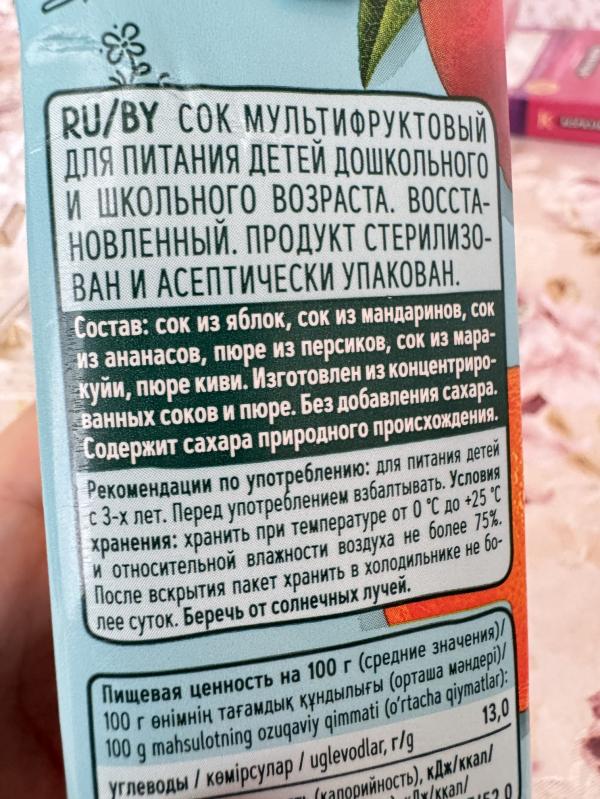 RU/BY СОК МУЛЬТИФРУКТОВЫЙ
ДЛЯ ПИТАНИЯ ДЕТЕЙ ДОШКОЛЬНОГО
И ШКОЛЬНОГО ВОЗРАСТА. ВОССТА-
НОВЛЕННЫЙ. ПРОДУКТ СТЕРИЛИЗО-
ВАН И АСЕПТИЧЕСКИ УПАКОВАН.
Состав: сок из яблок, сок из мандаринов, сок
из ананасов, пюре из персиков, сок из мара-
куйи, пюре киви. Изготовлен из концентриро-
ванных соков и пюре. Без добавления сахара.
Содержит сахара природного происхождения.
Рекомендации по употреблению: для питания детей
с 3-х лет. Перед употреблением взбалтывать. Условия
хранения: хранить при температуре от 0 °С до +25 °С
и относительной влажности воздуха не более 75%.
После вскрытия пакет хранить в холодильнике не бо-
лее суток. Беречь от солнечных лучей.
Пищевая ценность на 100 г (средние значения)/
100 г өнімнің тағамдық құндылығы (орташа мәндері)/
100 g mahsulotning ozuqaviy qimmati (o'rtacha qiymatlar):
углеводы / көмірсулар / uglevodlar, г/g 13,0
(калорийность), кДж/ккал/